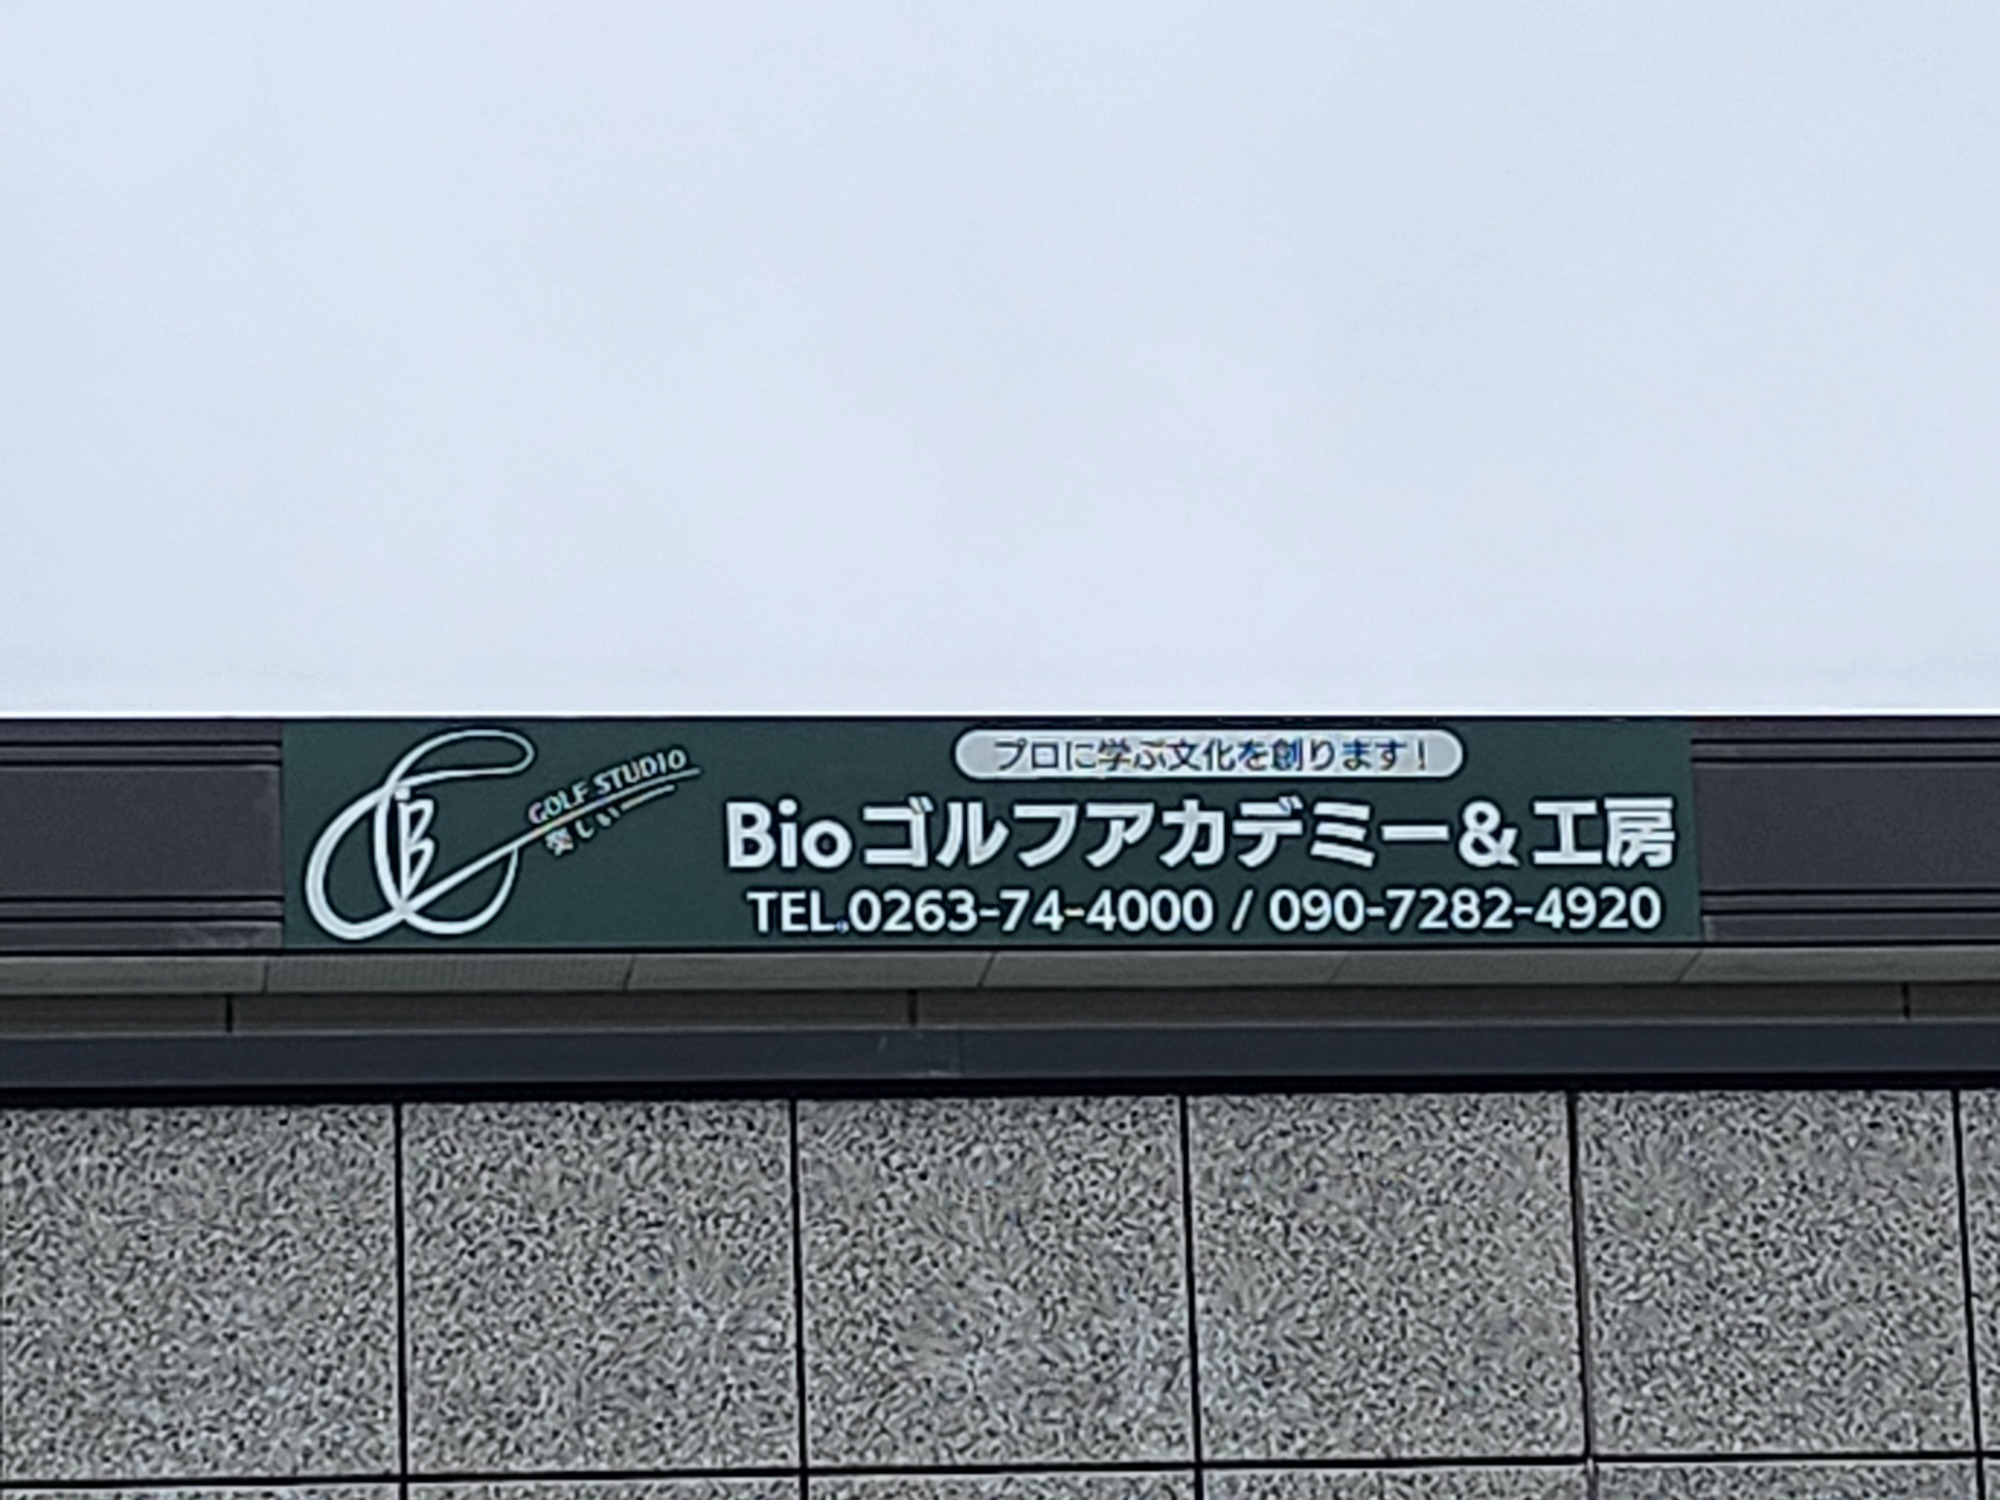 GOLF STUDIO
楽しい
プロに学ぶ文化を創ります！
Bioゴルフアカデミー&工房
TEL.0263-74-4000 / 090-7282-4920